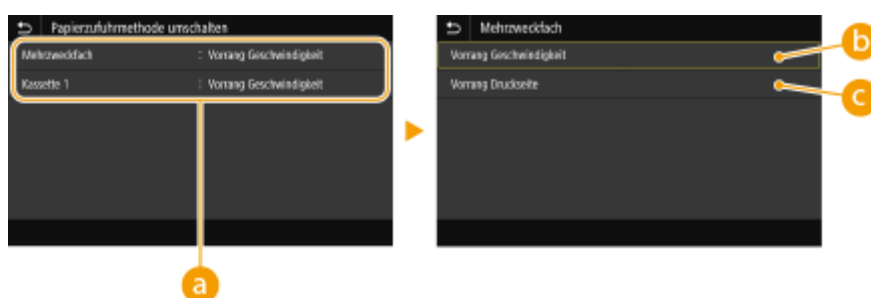 Papierzufuhrmethode umschalten
Mehrzweckfach : Vorrang Geschwindigkeit
Kassette 1 : Vorrang Geschwindigkeit
a
Mehrzweckfach
Vorrang Geschwindigkeit
b
Vorrang Druckseite
c